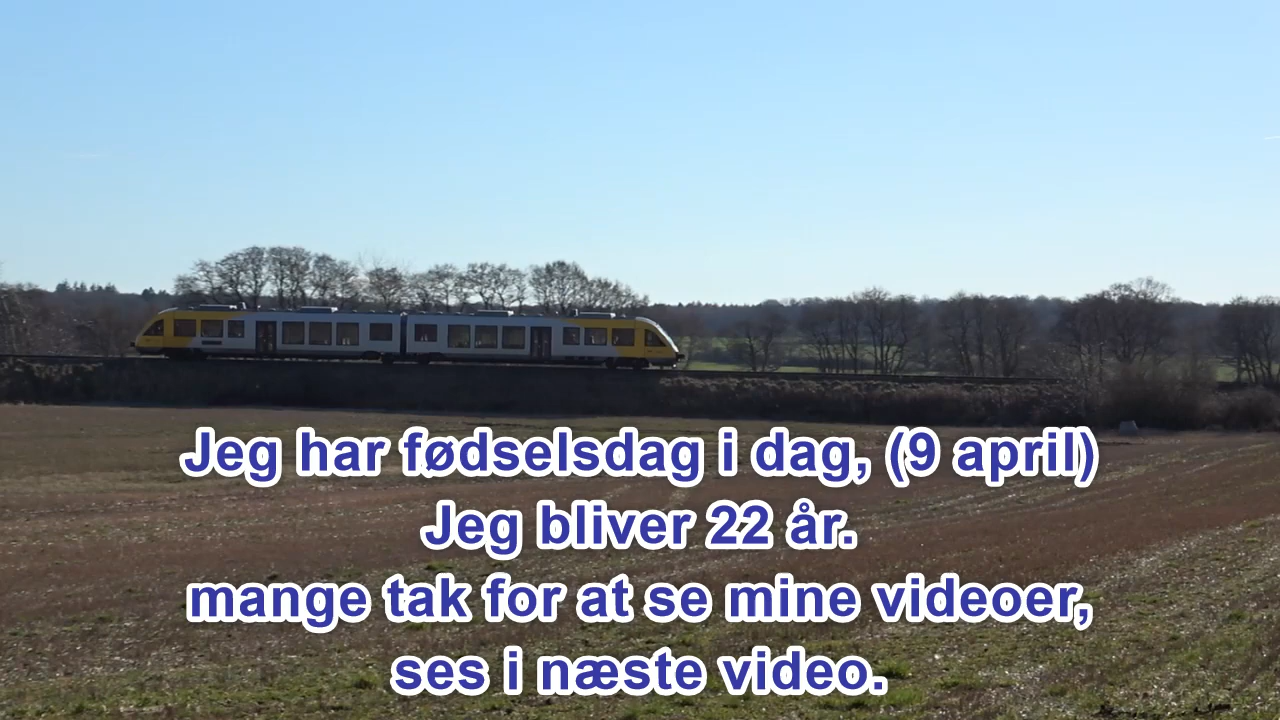 Jeg har fødselsdag i dag, (9 april)
Jeg bliver 22 år.
mange tak for at se mine videoer,
ses i næste video.